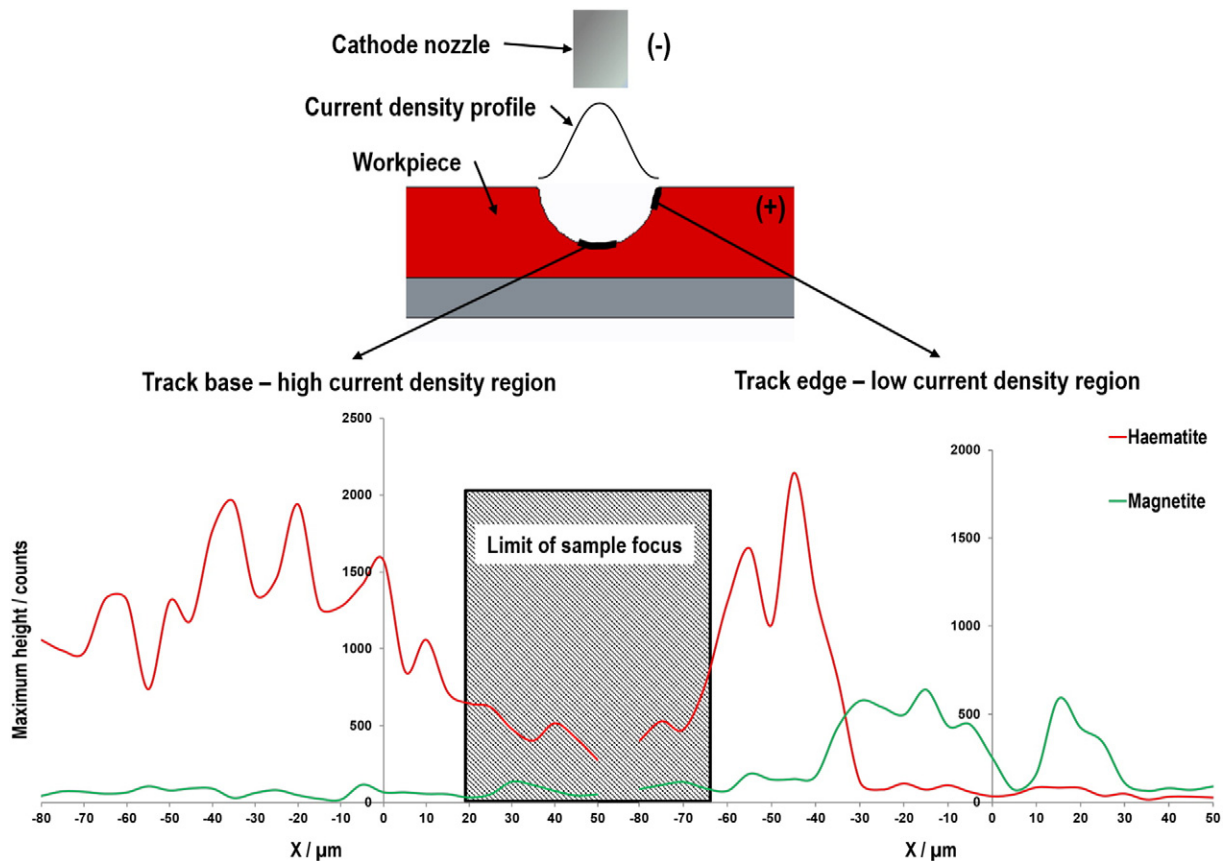 Cathode nozzle
(-)
Current density profile
Workpiece
(+)
Track base – high current density region
Track edge – low current density region
2500
2000
1500
1000
500
0
Maximum height / counts
Limit of sample focus
2000
1500
1000
500
0
Haematite
Magnetite
-80 -70 -60 -50 -40 -30 -20 -10 0 10 20 30 40 50
-80 -70 -60 -50 -40 -30 -20 -10 0 10 20 30 40 50
X / µm
X / µm